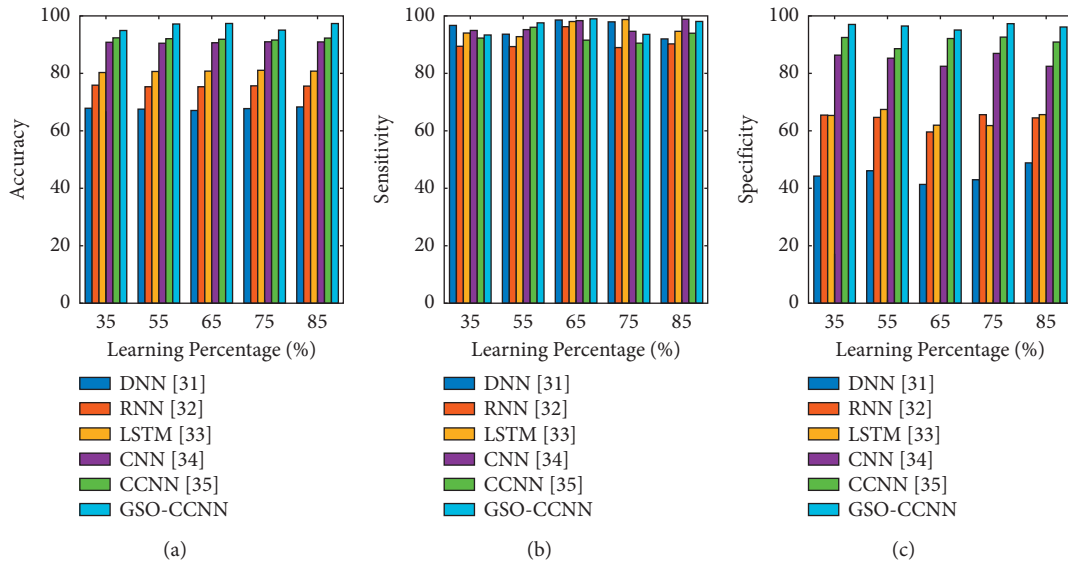 100
80
60
40
20
0
Accuracy
35 55 65 75 85
Learning Percentage (%)
DNN [31]
RNN [32]
LSTM [33]
CNN [34]
CCNN [35]
GSO-CCNN
(a)
100
80
60
40
20
0
Sensitivity
35 55 65 75 85
Learning Percentage (%)
DNN [31]
RNN [32]
LSTM [33]
CNN [34]
CCNN [35]
GSO-CCNN
(b)
100
80
60
40
20
0
Specificity
35 55 65 75 85
Learning Percentage (%)
DNN [31]
RNN [32]
LSTM [33]
CNN [34]
CCNN [35]
GSO-CCNN
(c)